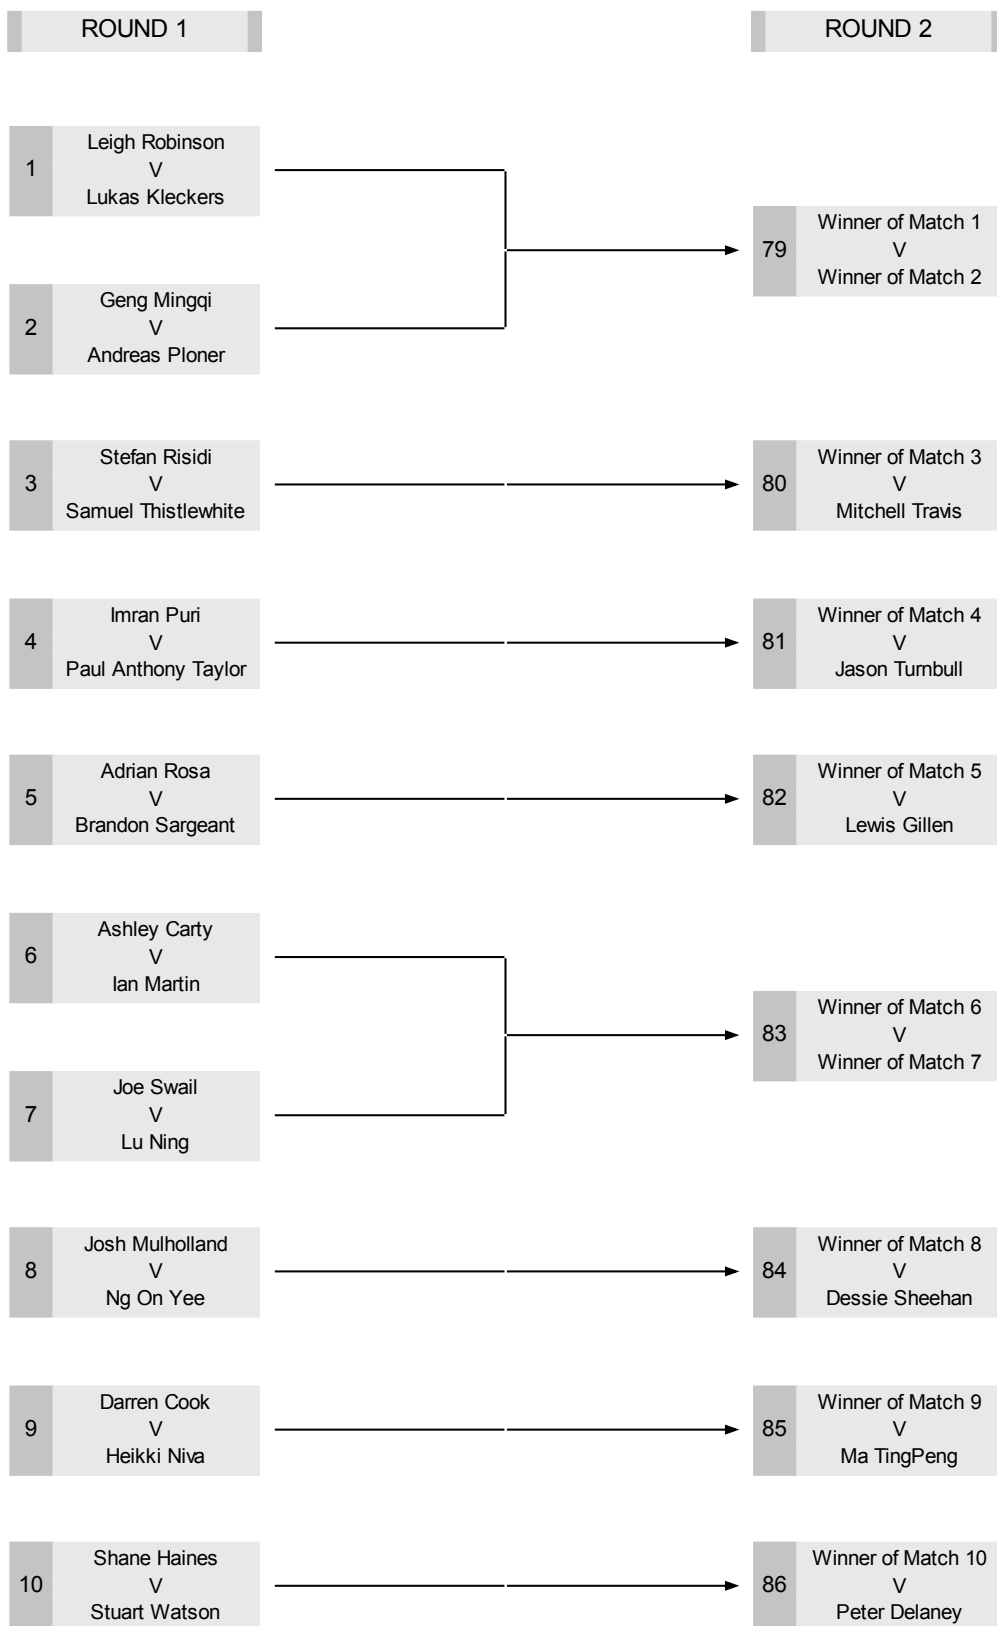 ROUND 1
ROUND 2
1
Leigh Robinson
V
Lukas Kleckers
79
Winner of Match 1
V
Winner of Match 2
2
Geng Mingqi
V
Andreas Ploner
3
Stefan Risidi
V
Samuel Thistlewhite
80
Winner of Match 3
V
Mitchell Travis
4
Imran Puri
V
Paul Anthony Taylor
81
Winner of Match 4
V
Jason Turnbull
5
Adrian Rosa
V
Brandon Sargeant
82
Winner of Match 5
V
Lewis Gillen
6
Ashley Carty
V
Ian Martin
83
Winner of Match 6
V
Winner of Match 7
7
Joe Swail
V
Lu Ning
8
Josh Mulholland
V
Ng On Yee
84
Winner of Match 8
V
Dessie Sheehan
9
Darren Cook
V
Heikki Niva
85
Winner of Match 9
V
Ma TingPeng
10
Shane Haines
V
Stuart Watson
86
Winner of Match 10
V
Peter Delaney